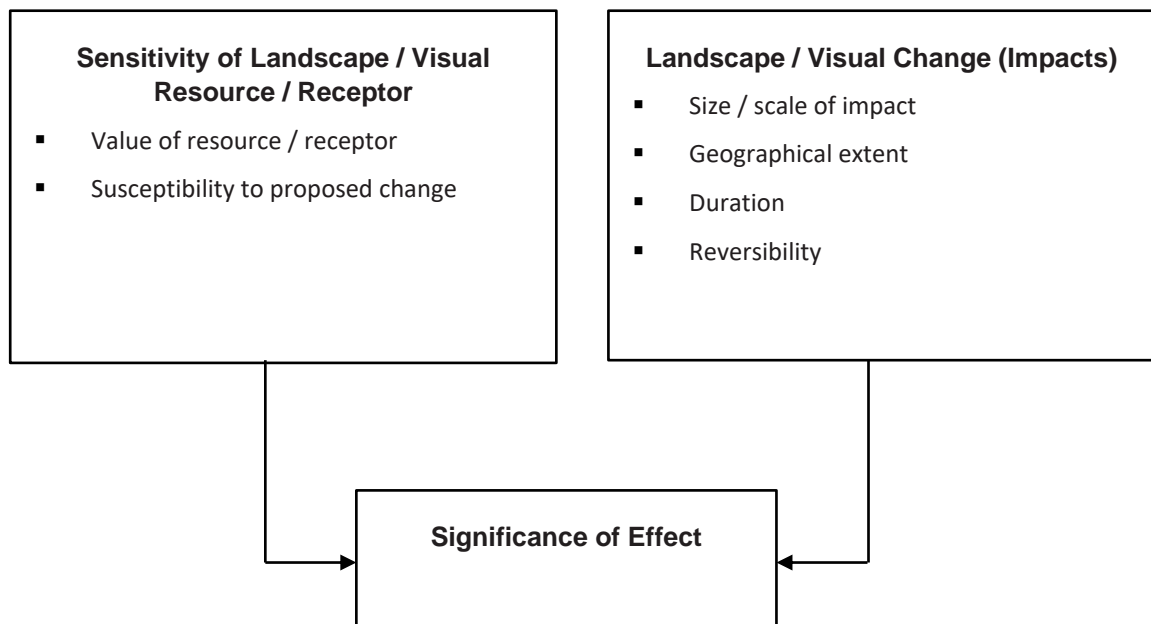 Sensitivity of Landscape / Visual
Resource / Receptor
▪ Value of resource / receptor
▪ Susceptibility to proposed change
Landscape / Visual Change (Impacts)
▪ Size / scale of impact
▪ Geographical extent
▪ Duration
▪ Reversibility
Significance of Effect